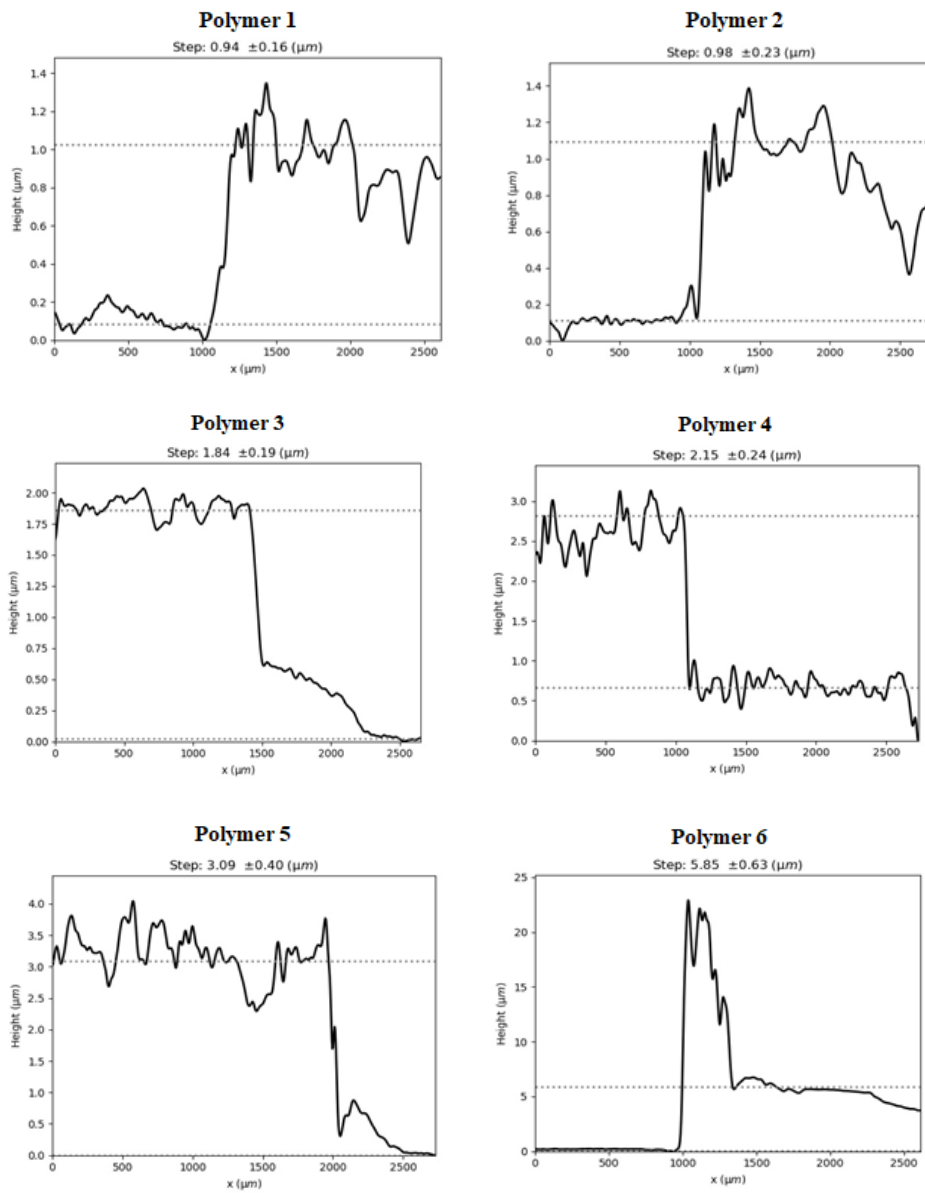 Polymer 1
Step: 0.94 ±0.16 (μm)
1.4
1.2
1.0
0.8
0.6
0.4
0.2
0.0
Height (μm)
0 500 1000 1500 2000 2500
x (μm)
Polymer 2
Step: 0.98 ±0.23 (μm)
1.4
1.2
1.0
0.8
0.6
0.4
0.2
0.0
Height (μm)
0 500 1000 1500 2000 2500
x (μm)
Polymer 3
Step: 1.84 ±0.19 (μm)
2.00
1.75
1.50
1.25
1.00
0.75
0.50
0.25
0.00
Height (μm)
0 500 1000 1500 2000 2500
x (μm)
Polymer 4
Step: 2.15 ±0.24 (μm)
3.0
2.5
2.0
1.5
1.0
0.5
0.0
Height (μm)
0 500 1000 1500 2000 2500
x (μm)
Polymer 5
Step: 3.09 ±0.40 (μm)
4.0
3.5
3.0
2.5
2.0
1.5
1.0
0.5
0.0
Height (μm)
0 500 1000 1500 2000 2500
x (μm)
Polymer 6
Step: 5.85 ±0.63 (μm)
25
20
15
10
5
0
Height (μm)
0 500 1000 1500 2000 2500
x (μm)